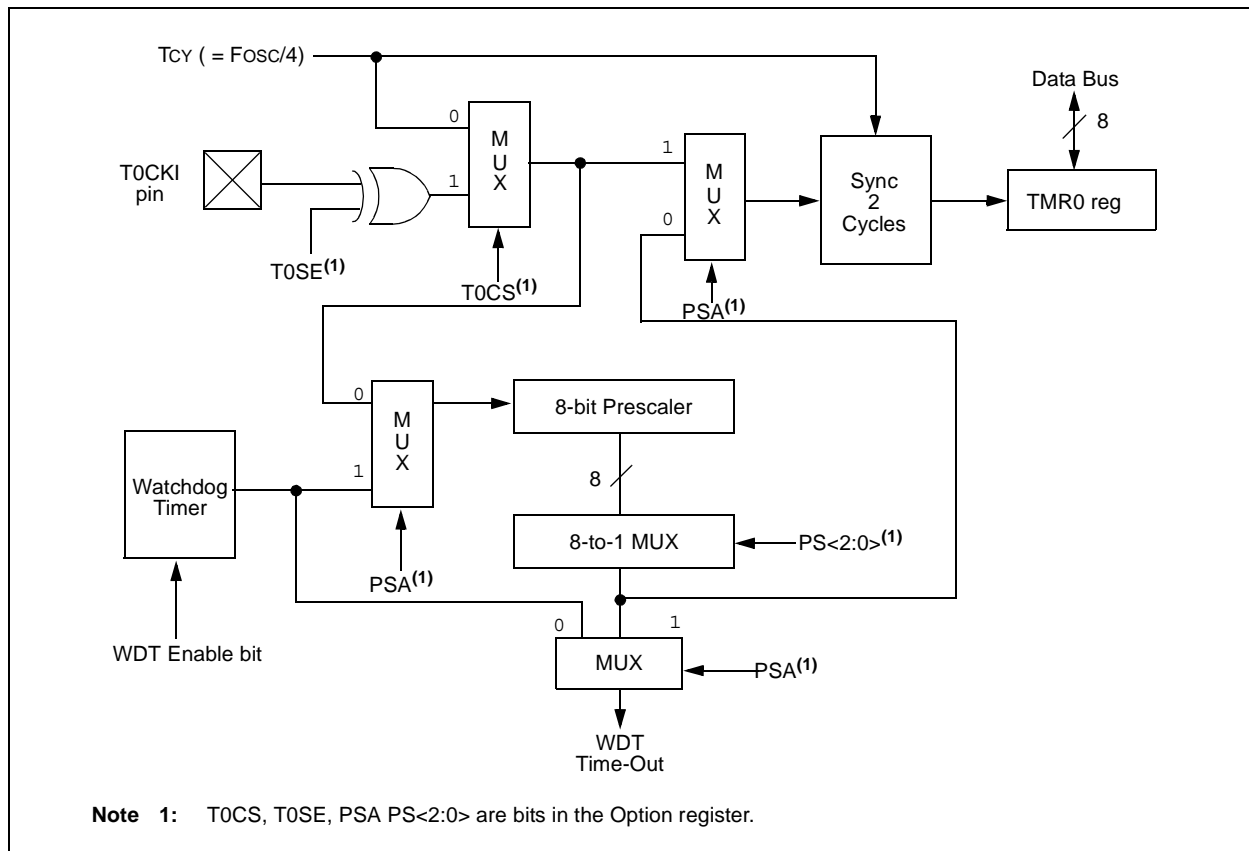 TCY ( = FOSC/4)
Data Bus
0
8
T0CKI
pin
1
M
U
X
1
0
M
U
X
Sync
2
Cycles
TMR0 reg
T0SE(1)
T0CS(1)
PSA(1)
0
1
M
U
X
8-bit Prescaler
Watchdog
Timer
8
8-to-1 MUX
PS<2:0>(1)
PSA(1)
WDT Enable bit
0
1
MUX
PSA(1)
WDT
Time-Out
Note 1: T0CS, T0SE, PSA PS<2:0> are bits in the Option register.